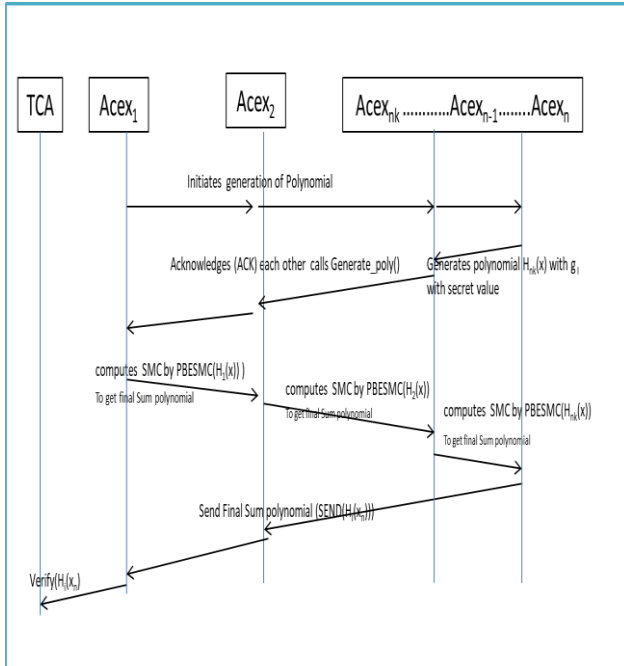 TCA
Acex1
Acex2
Acexnk ............Acexn-1........Acexn
Initiates generation of Polynomial
Acknowledges (ACK) each other calls Generate_poly()
Generates polynomial Hnk(x) with gI
with secret value
computes SMC by PBESMC(H1(x)) )
To get final Sum polynomial
computes SMC by PBESMC(H2(x))
To get final Sum polynomial
computes SMC by PBESMC(Hnk(x))
To get final Sum polynomial
Send Final Sum polynomial (SEND(Hi(xn)))
Verify(Hi(xn)